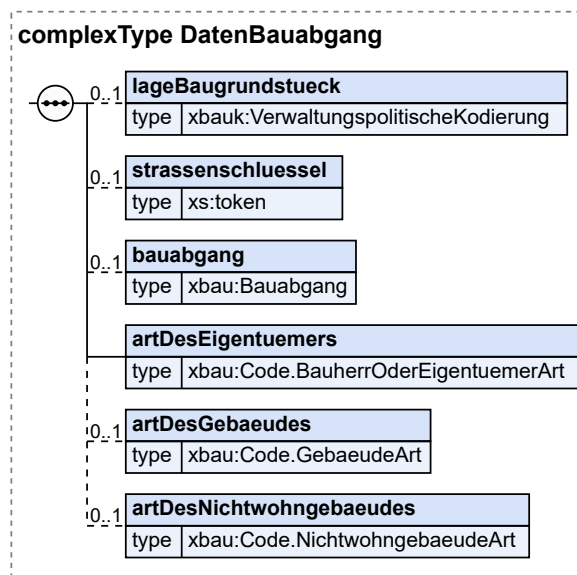 complexType DatenBauabgang
0..1 lageBaugrundstueck
type xbauk:VerwaltungspolitischeKodierung
0..1 strassenschluessel
type xs:token
0..1 bauabgang
type xbau:Bauabgang
artDesEigentuemers
type xbau:Code.BauherrOderEigentuemerArt
0..1 artDesGebaeudes
type xbau:Code.GebaeudeArt
0..1 artDesNichtwohngebaeudes
type xbau:Code.NichtwohngebaeudeArt